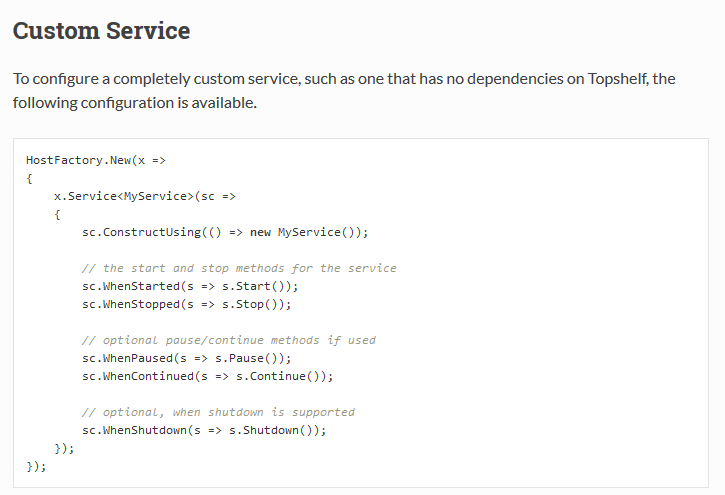 Custom Service
To configure a completely custom service, such as one that has no dependencies on Topshelf, the
following configuration is available.
HostFactory.New(x =>
{
    x.Service<MyService>(sc =>
    {
        sc.ConstructUsing(() => new MyService());

        // the start and stop methods for the service
        sc.WhenStarted(s => s.Start());
        sc.WhenStopped(s => s.Stop());

        // optional pause/continue methods if used
        sc.WhenPaused(s => s.Pause());
        sc.WhenContinued(s => s.Continue());

        // optional, when shutdown is supported
        sc.WhenShutdown(s => s.Shutdown());
    });
});